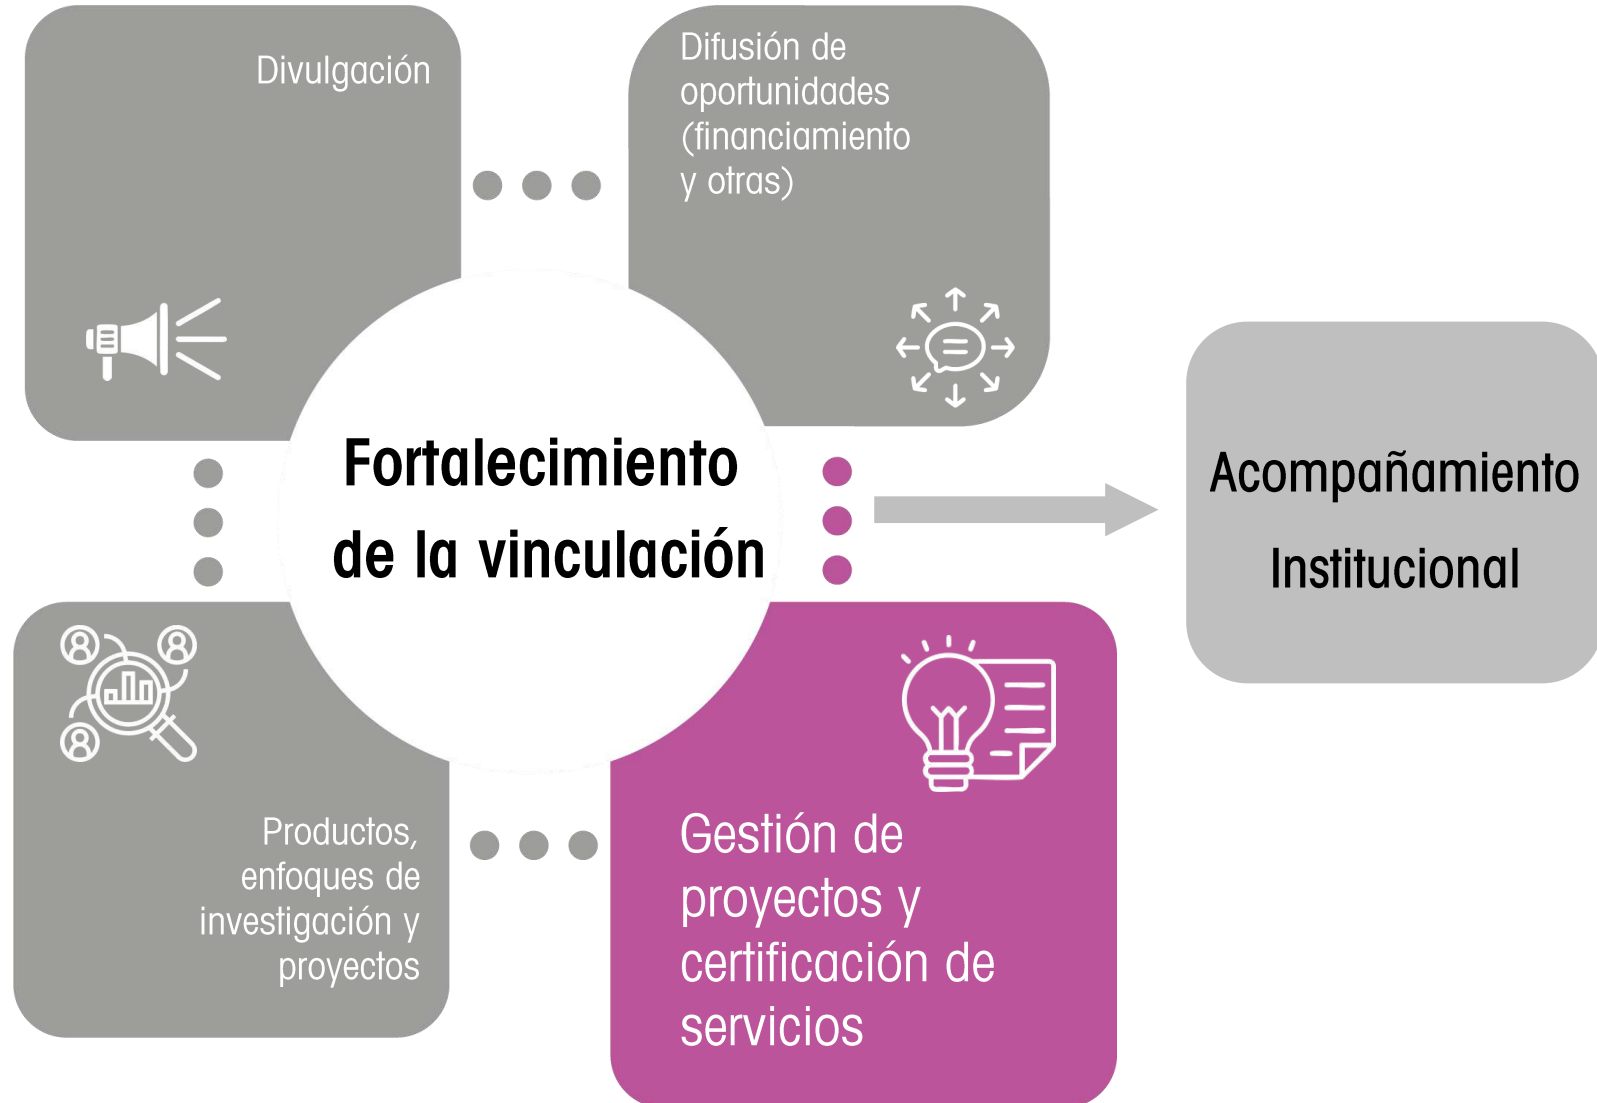 Divulgación
Difusión de
oportunidades
(financiamiento
y otras)
Fortalecimiento
de la vinculación
Acompañamiento
Institucional
Productos,
enfoques de
investigación y
proyectos
Gestión de
proyectos y
certificación de
servicios